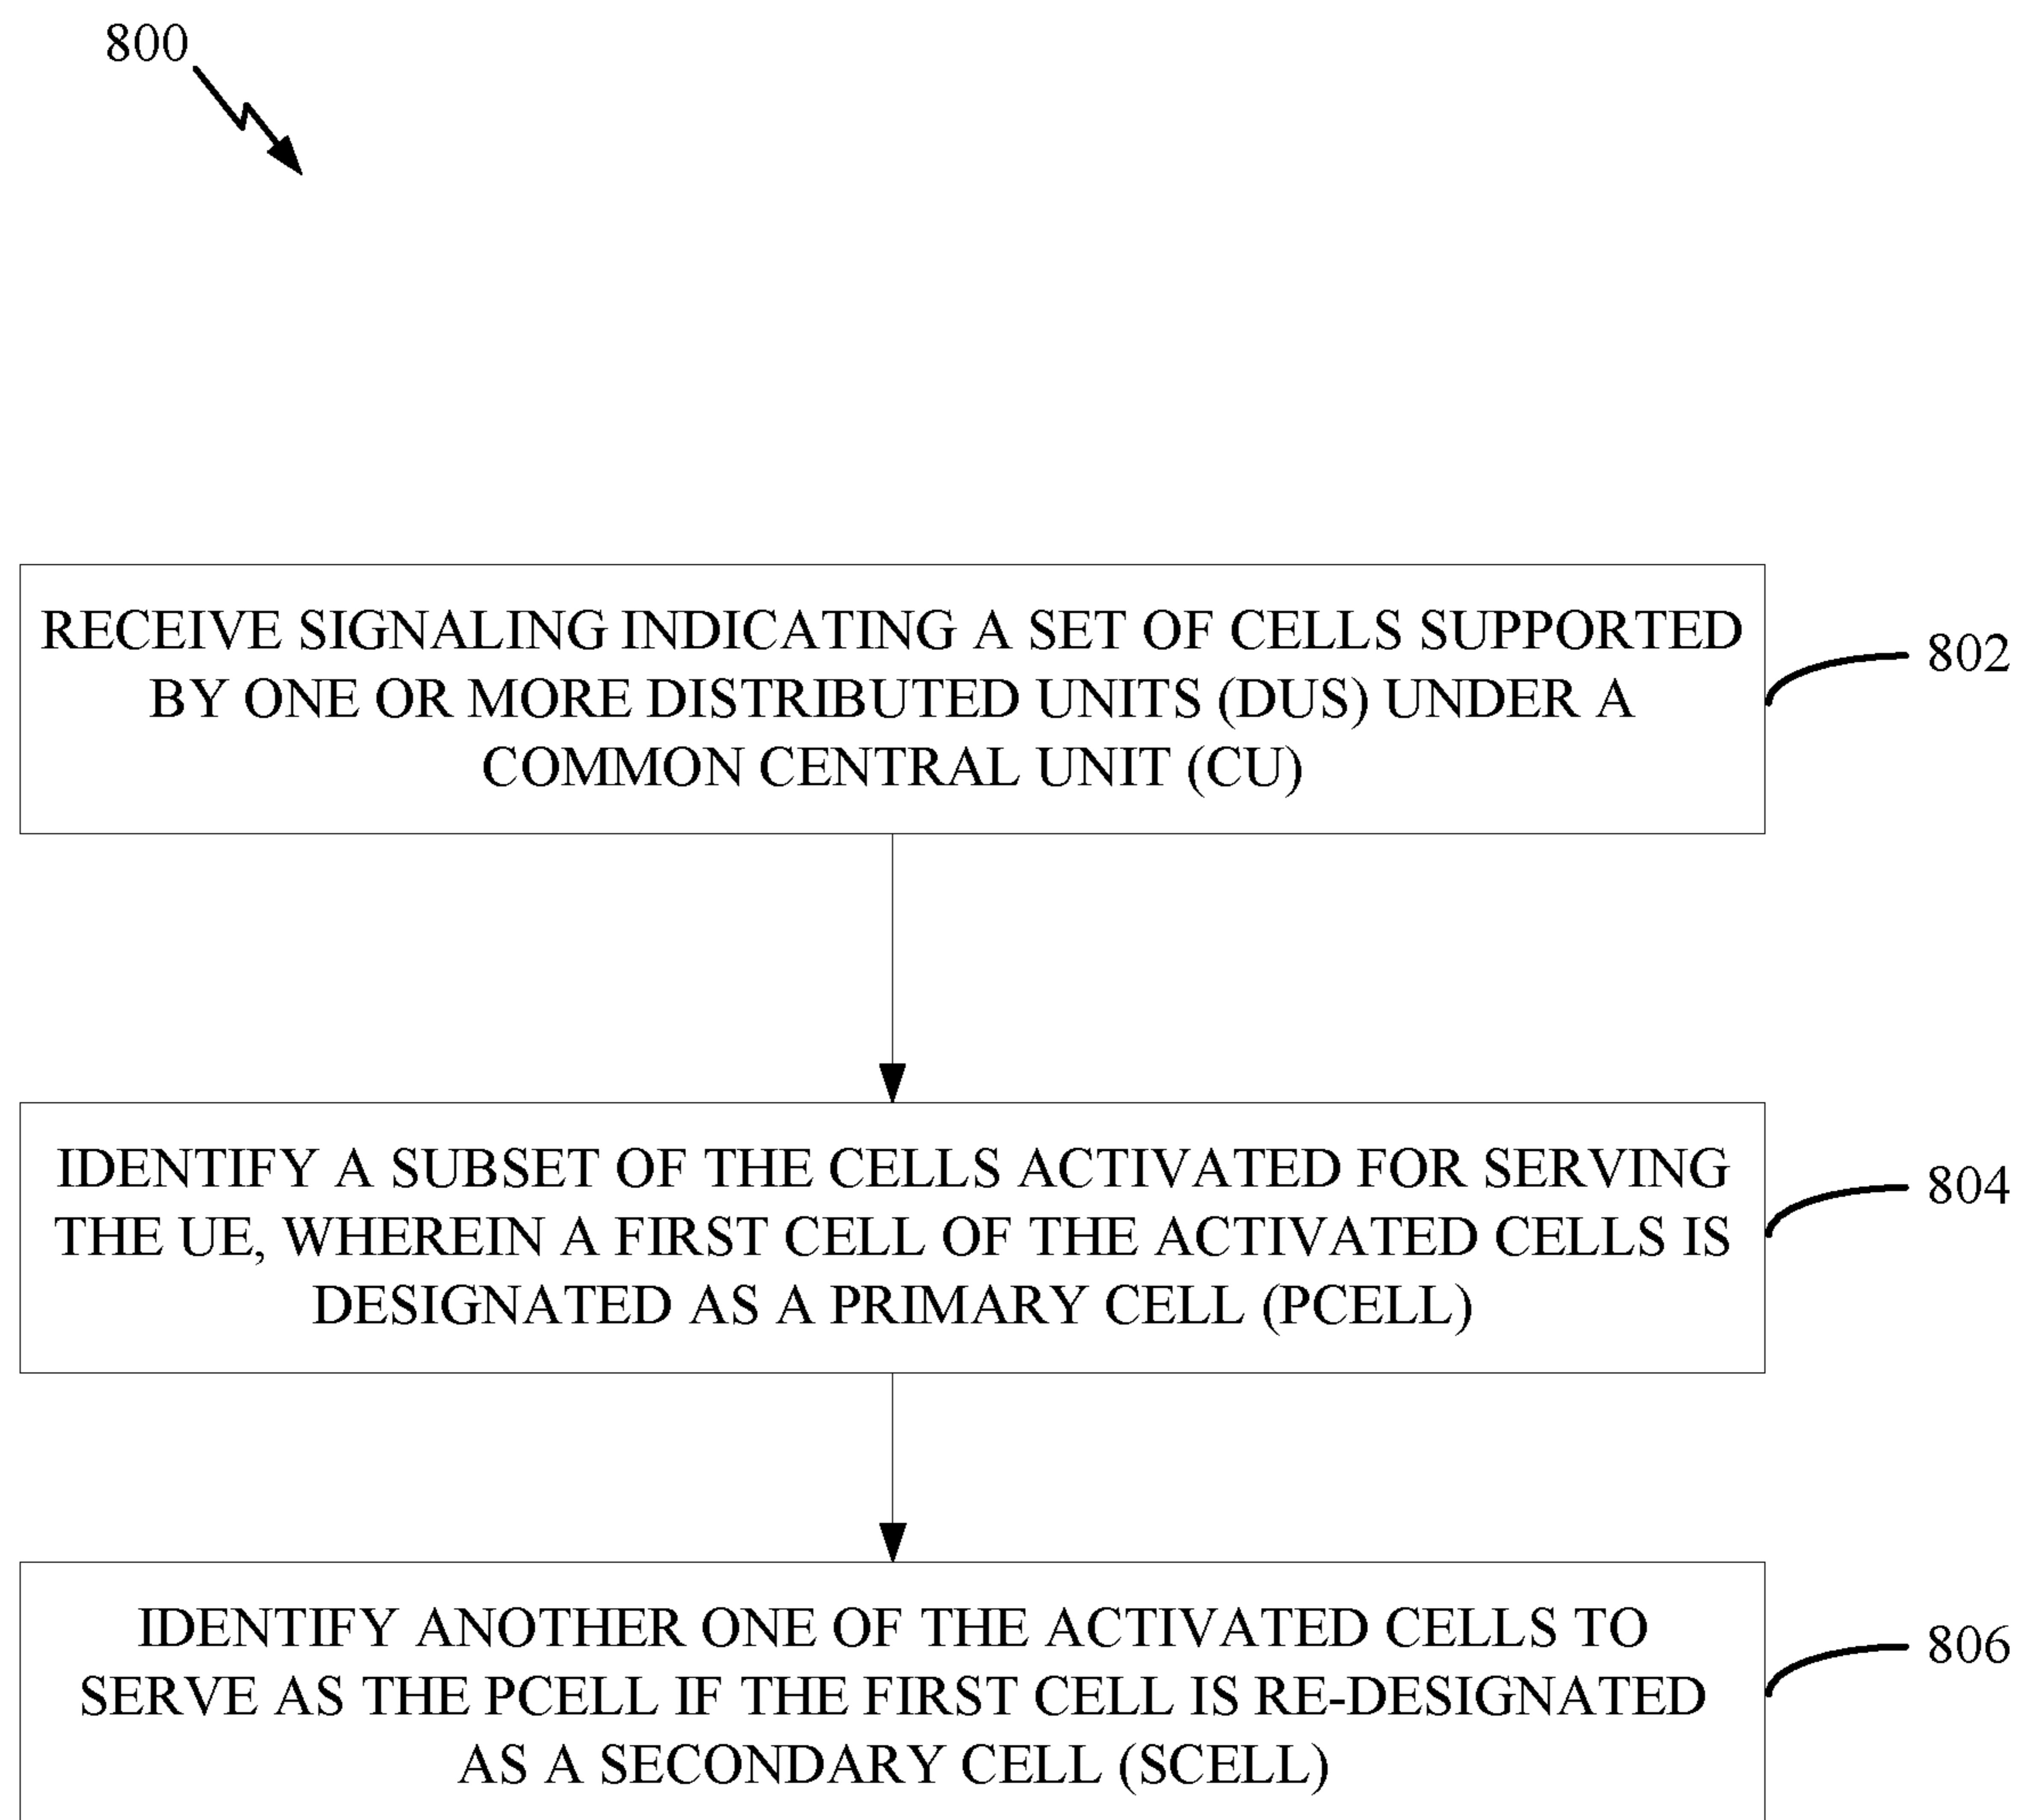 800
RECEIVE SIGNALING INDICATING A SET OF CELLS SUPPORTED
BY ONE OR MORE DISTRIBUTED UNITS (DUS) UNDER A
COMMON CENTRAL UNIT (CU)
802
IDENTIFY A SUBSET OF THE CELLS ACTIVATED FOR SERVING
THE UE, WHEREIN A FIRST CELL OF THE ACTIVATED CELLS IS
DESIGNATED AS A PRIMARY CELL (PCELL)
804
IDENTIFY ANOTHER ONE OF THE ACTIVATED CELLS TO
SERVE AS THE PCELL IF THE FIRST CELL IS RE-DESIGNATED
AS A SECONDARY CELL (SCELL)
806